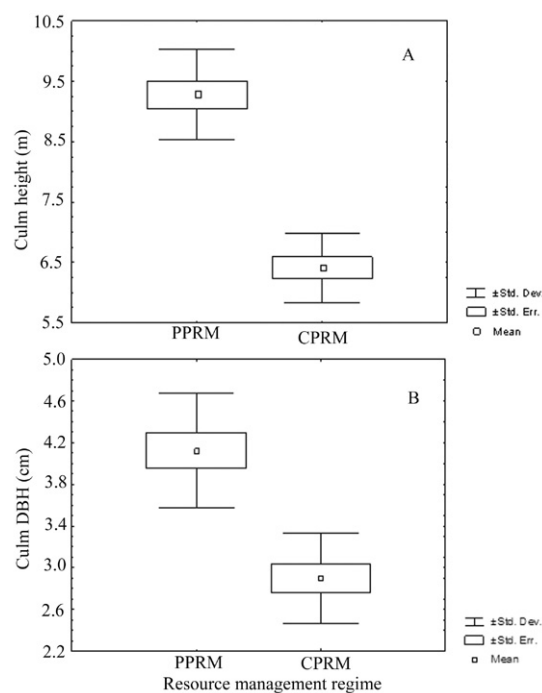 A
10.5
9.5
8.5
7.5
6.5
5.5
Culm height (m)
PPRM
CPRM
±Std. Dev.
±Std. Err.
Mean
B
5.0
4.6
4.2
3.8
3.4
3.0
2.6
2.2
Culm DBH (cm)
PPRM
CPRM
±Std. Dev.
±Std. Err.
Mean
Resource management regime